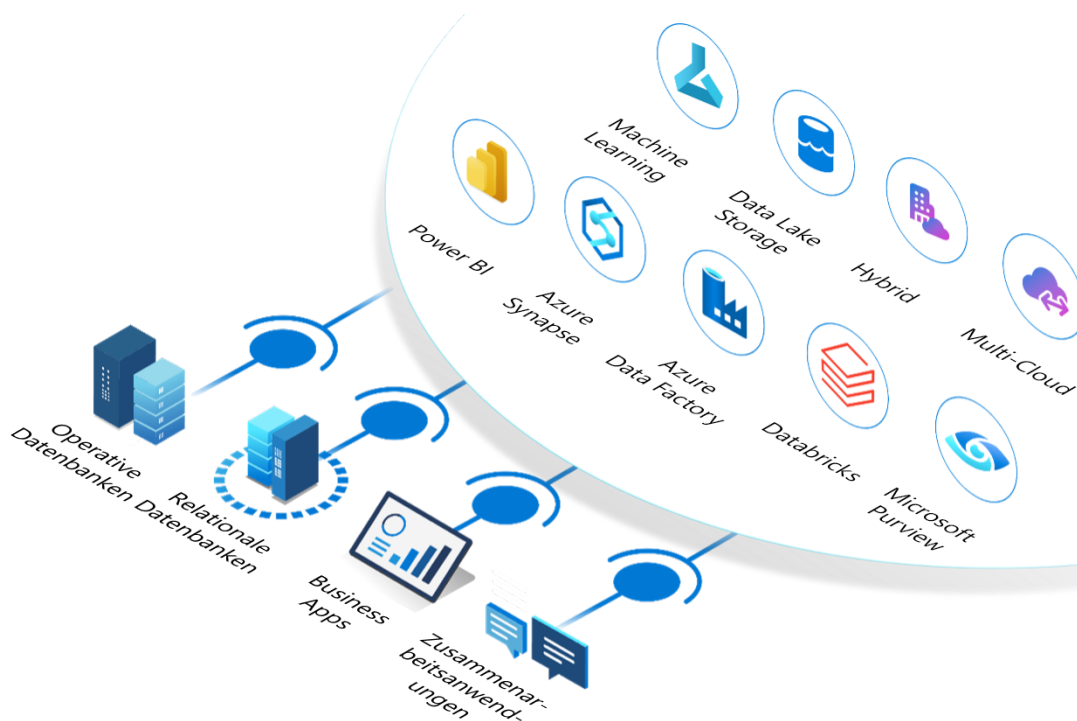 Machine
Learning
Data Lake
Storage
Hybrid
Multi-Cloud
Power BI
Azure
Synapse
Azure
Data Factory
Databricks
Microsoft
Purview
Operative
Datenbanken
Relationale
Datenbanken
Business
Apps
Zusammenar-
beitsanwend-
ungen